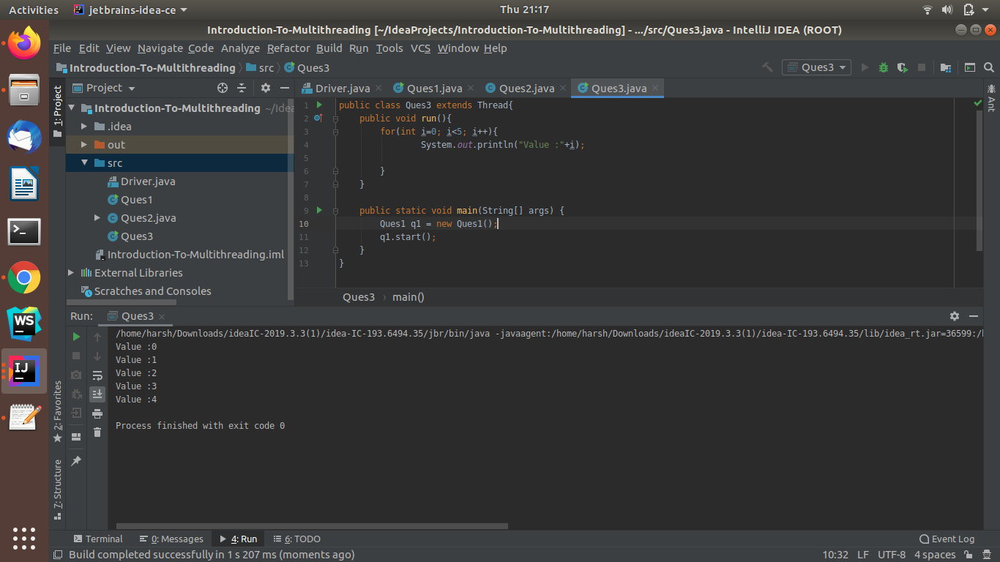 Activities jetbrains-idea-ce Thu 21:17
Introduction-To-Multithreading [~/IdeaProjects/Introduction-To-Multithreading] - .../src/Ques3.java - IntelliJ IDEA (ROOT)
File Edit View Navigate Code Analyze Refactor Build Run Tools VCS Window Help
Introduction-To-Multithreading src Ques3 Ques3
1: Project
Project
Driver.java Ques1.java Ques2.java Ques3.java
Ant
Introduction-To-Multithreading ~/Idea
.idea
out
src
Driver.java
Ques1
Ques2.java
Ques3
Introduction-To-Multithreading.iml
External Libraries
Scratches and Consoles
1 public class Ques3 extends Thread{
2 public void run(){
3 for(int i=0; i<5; i++){
4 System.out.println("Value :"+i);
5
6 }
7 }
8
9 public static void main(String[] args) {
10 Ques1 q1 = new Ques1();
11 q1.start();
12 }
13 }
Ques3 › main()
Run: Ques3
/home/harsh/Downloads/ideaIC-2019.3.3(1)/idea-IC-193.6494.35/jbr/bin/java -javaagent:/home/harsh/Downloads/ideaIC-2019.3.3(1)/idea-IC-193.6494.35/lib/idea_rt.jar=36599:/
Value :0
Value :1
Value :2
Value :3
Value :4
Process finished with exit code 0
2: Favorites
7: Structure
WS
IJ
Terminal 0: Messages 4: Run 6: TODO Event Log
Build completed successfully in 1 s 207 ms (moments ago) 10:32 LF UTF-8 4 spaces